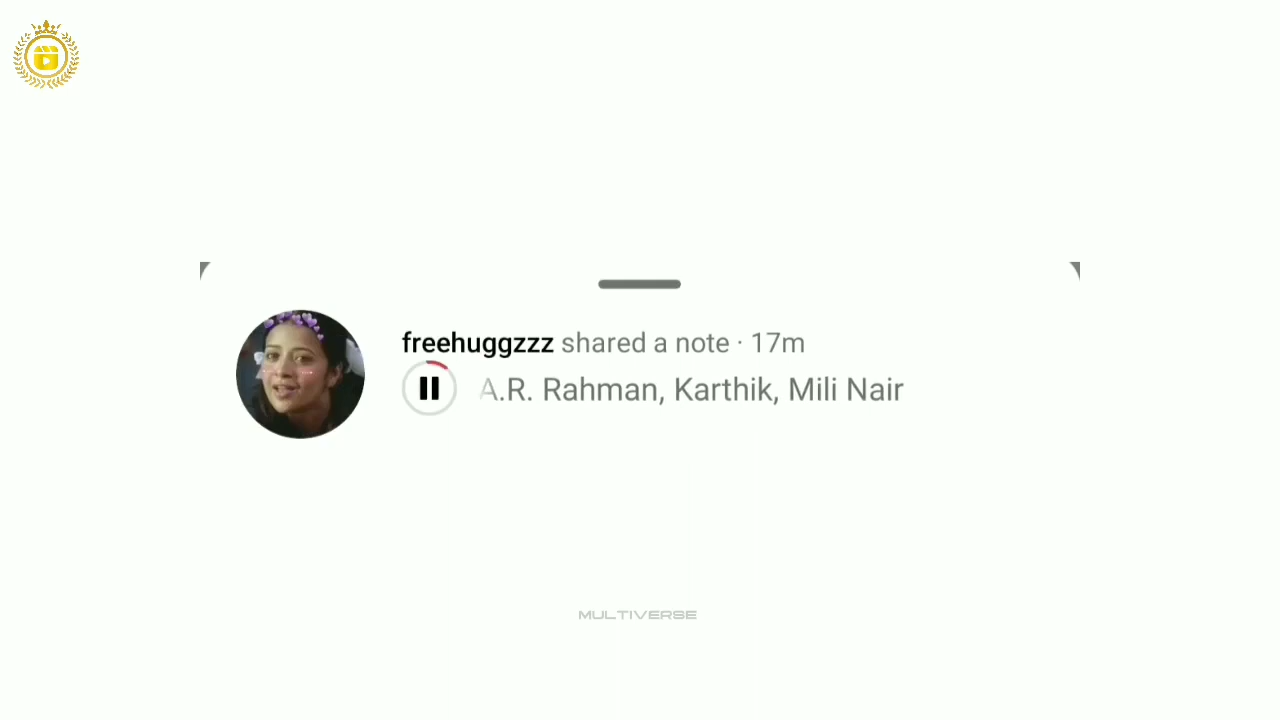 freehuggzzz shared a note · 17m
A.R. Rahman, Karthik, Mili Nair
MULTIVERSE